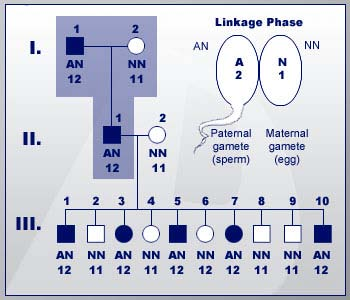 Linkage Phase
I.
1 2
AN NN
12 11
AN NN
A N
2 1
Paternal Maternal
gamete gamete
(sperm) (egg)
II.
1 2
AN NN
12 11
III.
1 2 3 4 5 6 7 8 9 10
AN NN AN NN AN NN AN NN NN AN
12 11 12 11 12 12 12 11 11 12